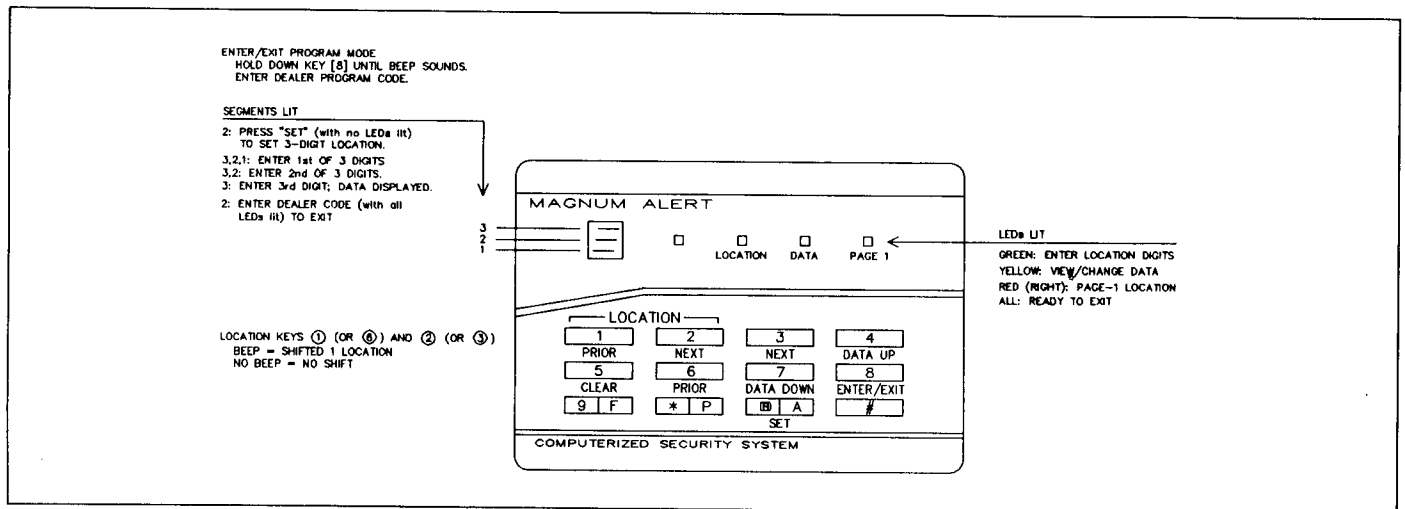 ENTER/EXIT PROGRAM MODE
HOLD DOWN KEY [8] UNTIL BEEP SOUNDS.
ENTER DEALER PROGRAM CODE.
SEGMENTS LIT
2: PRESS "SET" (with no LEDs lit)
TO SET 3-DIGIT LOCATION.
3,2,1: ENTER 1st OF 3 DIGITS
3,2: ENTER 2nd OF 3 DIGITS.
3: ENTER 3rd DIGIT; DATA DISPLAYED.
2: ENTER DEALER CODE (with all
LEDs lit) TO EXIT
MAGNUM ALERT
3
2
1
LOCATION DATA PAGE 1
LEDs LIT
GREEN: ENTER LOCATION DIGITS
YELLOW: VIEW/CHANGE DATA
RED (RIGHT): PAGE-1 LOCATION
ALL: READY TO EXIT
LOCATION KEYS ① (OR ⑥) AND ② (OR ③)
BEEP = SHIFTED 1 LOCATION
NO BEEP = NO SHIFT
LOCATION
1 2 3 4
PRIOR NEXT NEXT DATA UP
5 6 7 8
CLEAR PRIOR DATA DOWN ENTER/EXIT
9 F * P A #
SET
COMPUTERIZED SECURITY SYSTEM